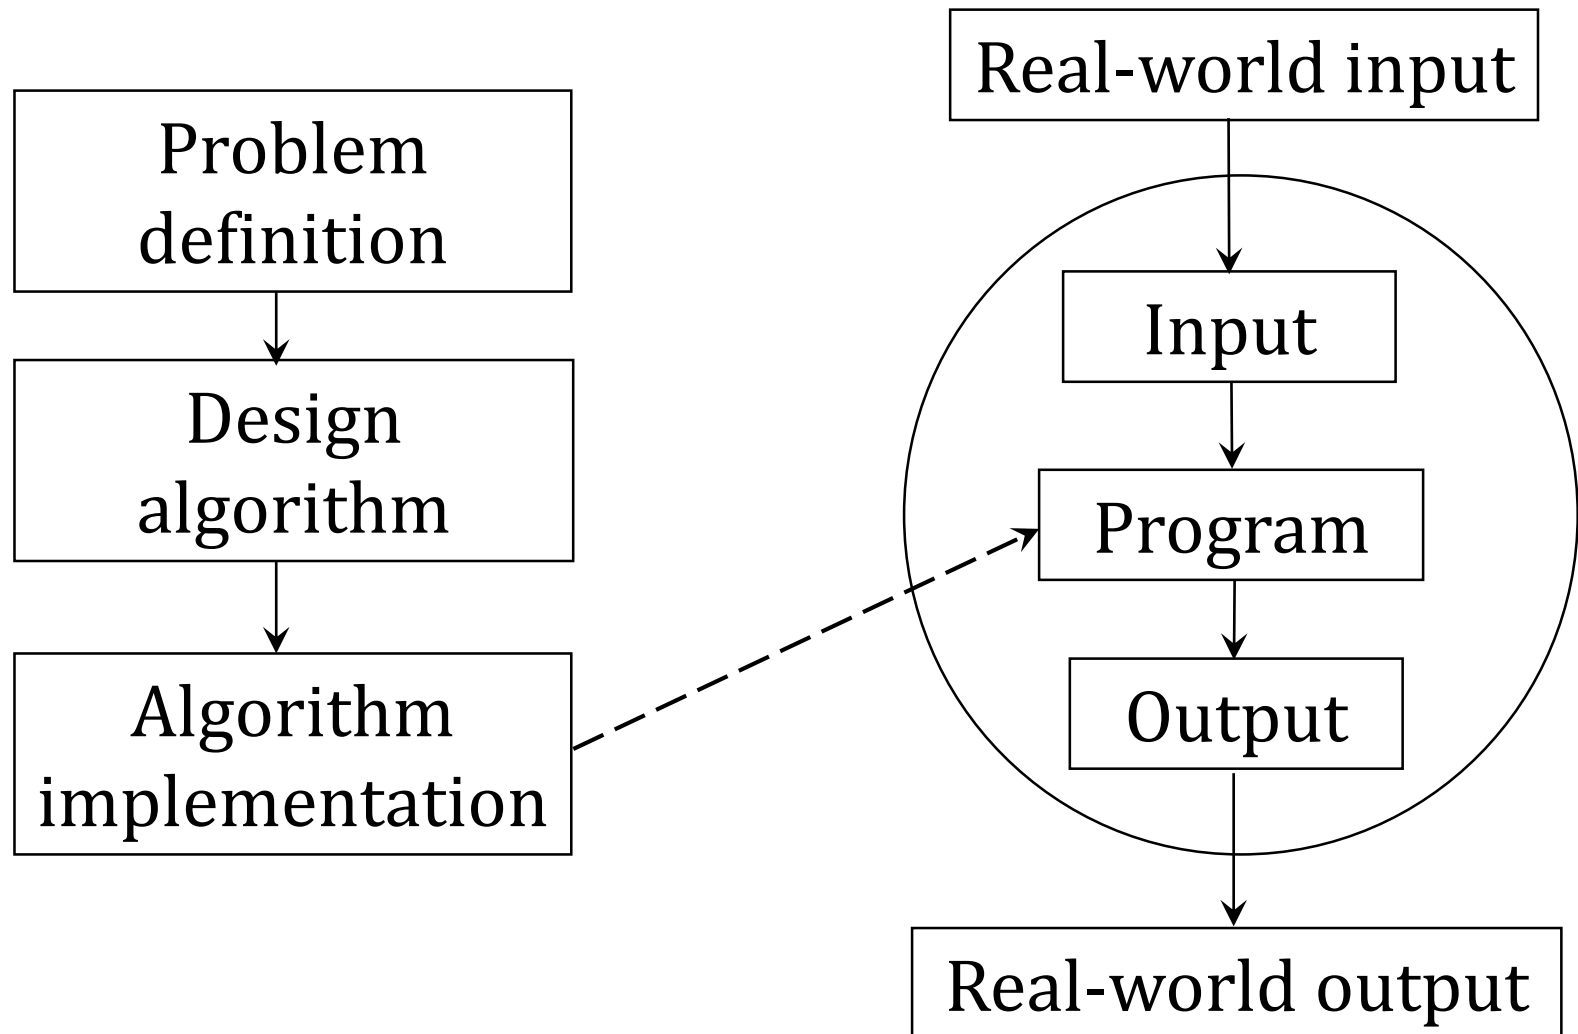 Problem
definition
Design
algorithm
Algorithm
implementation
Real-world input
Input
Program
Output
Real-world output